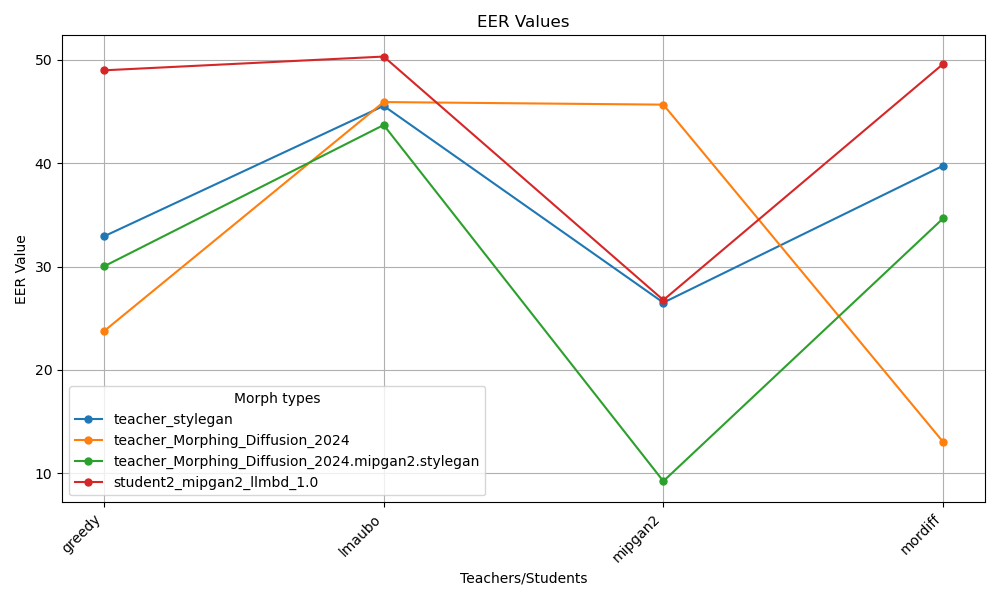 EER Values
50
40
30
20
10
EER Value
Morph types
teacher_stylegan
teacher_Morphing_Diffusion_2024
teacher_Morphing_Diffusion_2024.mipgan2.stylegan
student2_mipgan2_llmbd_1.0
greedy
lmaubo
mipgan2
mordiff
Teachers/Students